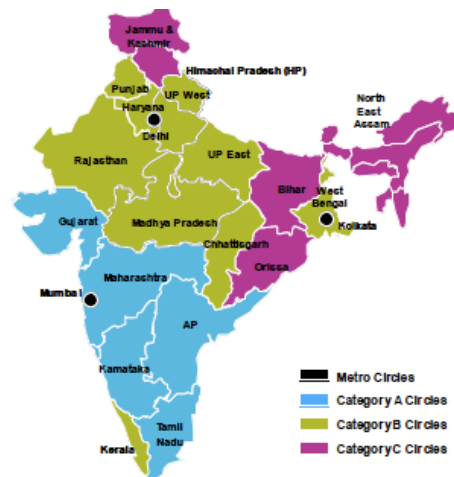 Jammu &
Kashmir
Himachal Pradesh (HP)
Punjab
UP West
Haryana
Delhi
North
East
Assam
Rajasthan
UP East
Bihar
West
Bengal
Kolkata
Gujarat
Madhya Pradesh
Chhattisgarh
Orissa
Maharashtra
Mumbai
AP
Karnataka
Tamil
Nadu
Kerala
Metro Circles
Category A Circles
Category B Circles
Category C Circles